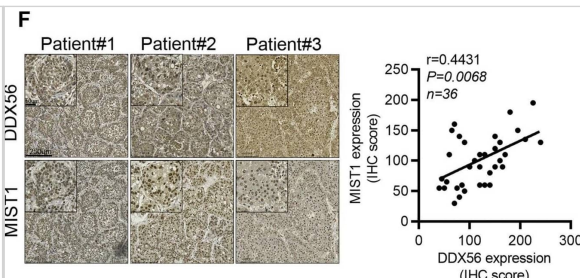 F
Patient#1 Patient#2 Patient#3
DDX56
MIST1
r=0.4431
P=0.0068
n=36
MIST1 expression
(IHC score)
250
200
150
100
50
0
0 100 200 300
DDX56 expression
(IHC score)